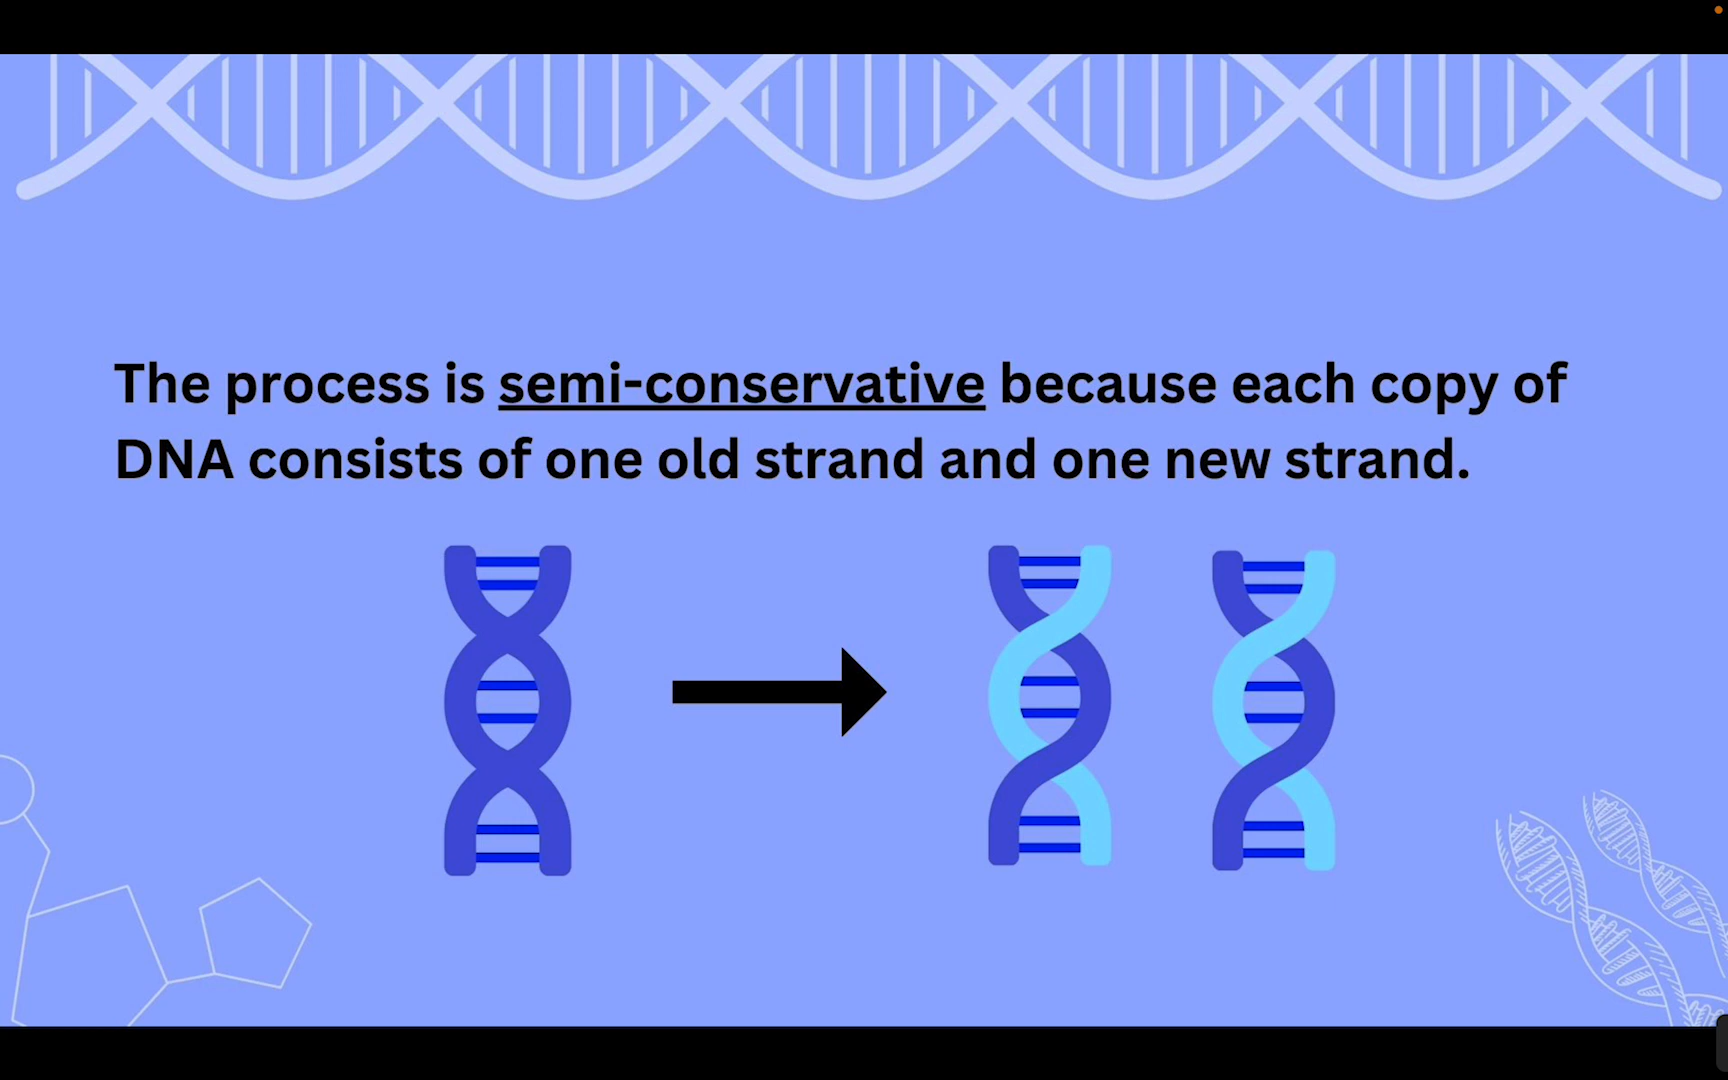 The process is semi-conservative because each copy of
DNA consists of one old strand and one new strand.